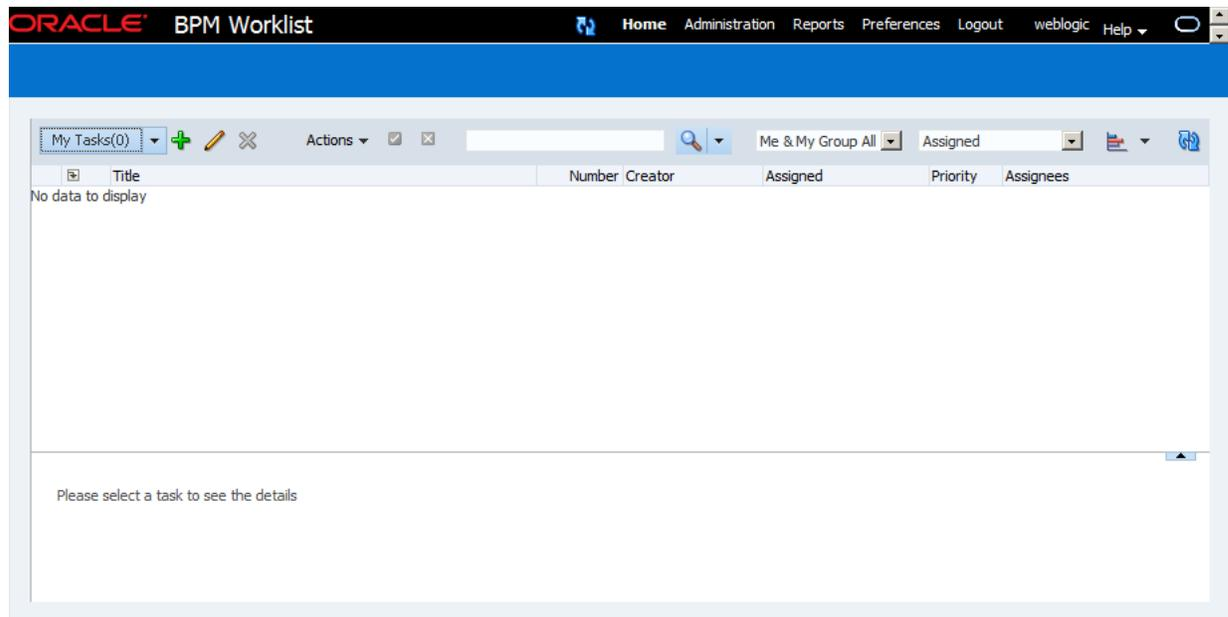 ORACLE BPM Worklist Home Administration Reports Preferences Logout weblogic Help
My Tasks(0) Actions Me & My Group All Assigned
Title Number Creator Assigned Priority Assignees
No data to display
Please select a task to see the details